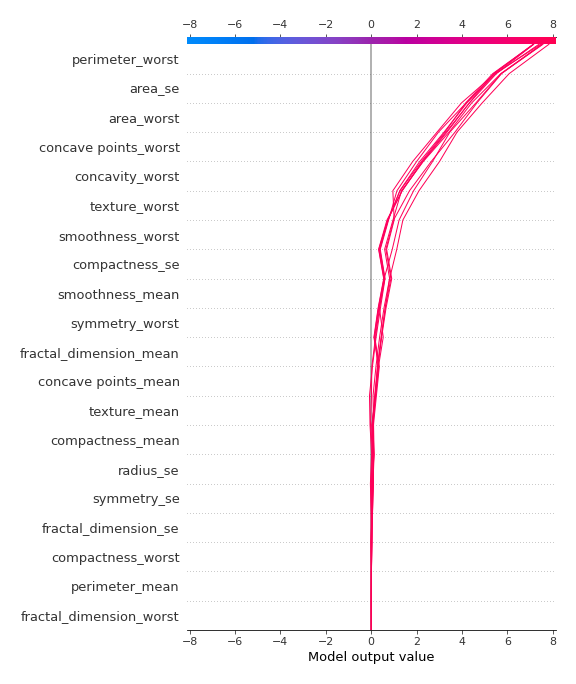 −8 −6 −4 −2 0 2 4 6 8
perimeter_worst
area_se
area_worst
concave points_worst
concavity_worst
texture_worst
smoothness_worst
compactness_se
smoothness_mean
symmetry_worst
fractal_dimension_mean
concave points_mean
texture_mean
compactness_mean
radius_se
symmetry_se
fractal_dimension_se
compactness_worst
perimeter_mean
fractal_dimension_worst
−8 −6 −4 −2 0 2 4 6 8
Model output value